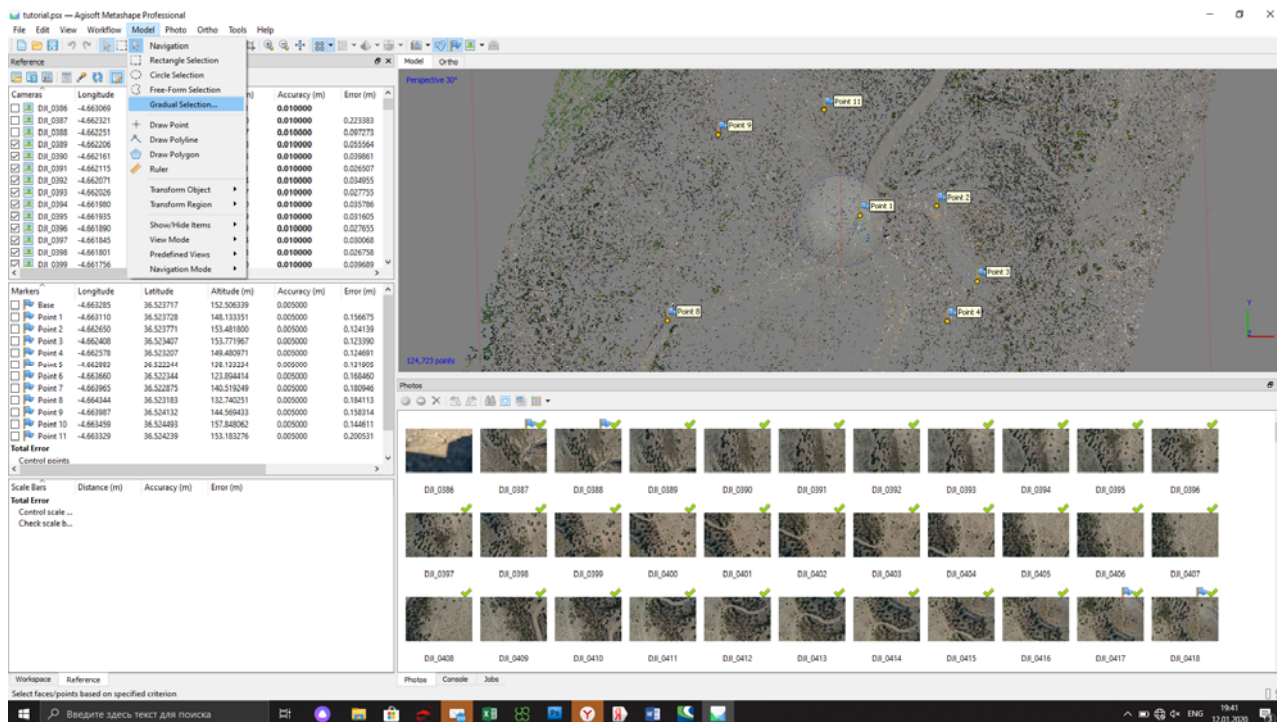 tutorial.psx — Agisoft Metashape Professional
File Edit View Workflow Model Photo Ortho Tools Help
Navigation
Rectangle Selection
Circle Selection
Free-Form Selection
Gradual Selection...
Draw Point
Draw Polyline
Draw Polygon
Ruler
Transform Object
Transform Region
Show/Hide Items
View Mode
Predefined Views
Navigation Mode
Reference
Cameras Longitude Accuracy (m) Error (m)
DJI_0386 -4.663069 0.010000
DJI_0387 -4.662321 0.010000 0.223383
DJI_0388 -4.662251 0.010000 0.097273
DJI_0389 -4.662206 0.010000 0.055564
DJI_0390 -4.662161 0.010000 0.039861
DJI_0391 -4.662115 0.010000 0.026507
DJI_0392 -4.662071 0.010000 0.034955
DJI_0393 -4.662026 0.010000 0.027755
DJI_0394 -4.661980 0.010000 0.035786
DJI_0395 -4.661935 0.010000 0.031605
DJI_0396 -4.661890 0.010000 0.027655
DJI_0397 -4.661845 0.010000 0.030068
DJI_0398 -4.661801 0.010000 0.026758
DJI_0399 -4.661756 0.010000 0.039689
Markers Longitude Latitude Altitude (m) Accuracy (m) Error (m)
Base -4.663285 36.523717 152.506339 0.005000
Point 1 -4.663110 36.523728 148.133351 0.005000 0.156675
Point 2 -4.662650 36.523771 153.481800 0.005000 0.124139
Point 3 -4.662408 36.523407 153.771967 0.005000 0.123390
Point 4 -4.662578 36.523207 149.480971 0.005000 0.124691
Point 5 -4.662883 36.522244 138.133234 0.005000 0.131905
Point 6 -4.663660 36.522344 123.894414 0.005000 0.168460
Point 7 -4.663965 36.522875 140.519249 0.005000 0.180946
Point 8 -4.664344 36.523183 132.740251 0.005000 0.184113
Point 9 -4.663987 36.524132 144.569433 0.005000 0.158314
Point 10 -4.663459 36.524493 157.848062 0.005000 0.144611
Point 11 -4.663329 36.524239 153.183276 0.005000 0.200531
Total Error
Control points
Scale Bars Distance (m) Accuracy (m) Error (m)
Total Error
Control scale ...
Check scale b...
Workspace Reference
Select faces/points based on specified criterion
Model Ortho
Perspective 30°
Point 11
Point 9
Point 2
Point 1
Point 3
Point 8
Point 4
Y
Z
124,723 points
Photos
DJI_0386 DJI_0387 DJI_0388 DJI_0389 DJI_0390 DJI_0391 DJI_0392 DJI_0393 DJI_0394 DJI_0395 DJI_0396
DJI_0397 DJI_0398 DJI_0399 DJI_0400 DJI_0401 DJI_0402 DJI_0403 DJI_0404 DJI_0405 DJI_0406 DJI_0407
DJI_0408 DJI_0409 DJI_0410 DJI_0411 DJI_0412 DJI_0413 DJI_0414 DJI_0415 DJI_0416 DJI_0417 DJI_0418
Photos Console Jobs
Введите здесь текст для поиска
ENG
19:41
12.01.2020